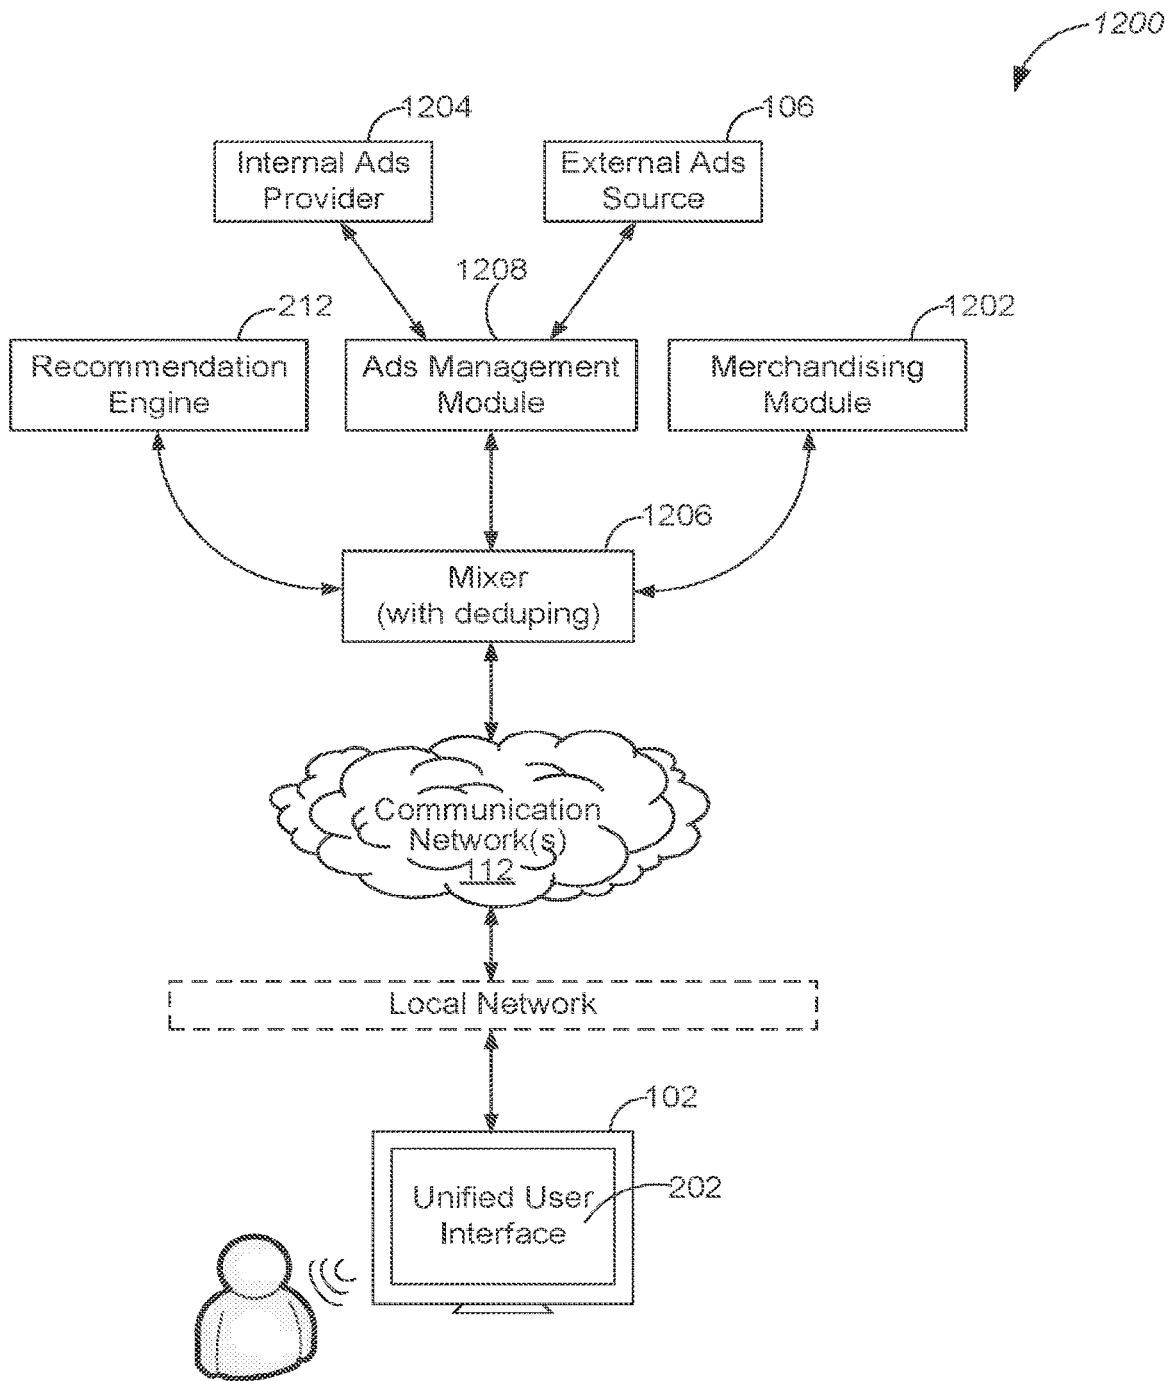 1200
1204
106
Internal Ads
Provider
External Ads
Source
1208
212
1202
Recommendation
Engine
Ads Management
Module
Merchandising
Module
1206
Mixer
(with deduping)
Communication
Network(s)
112
Local Network
102
Unified User
Interface
202